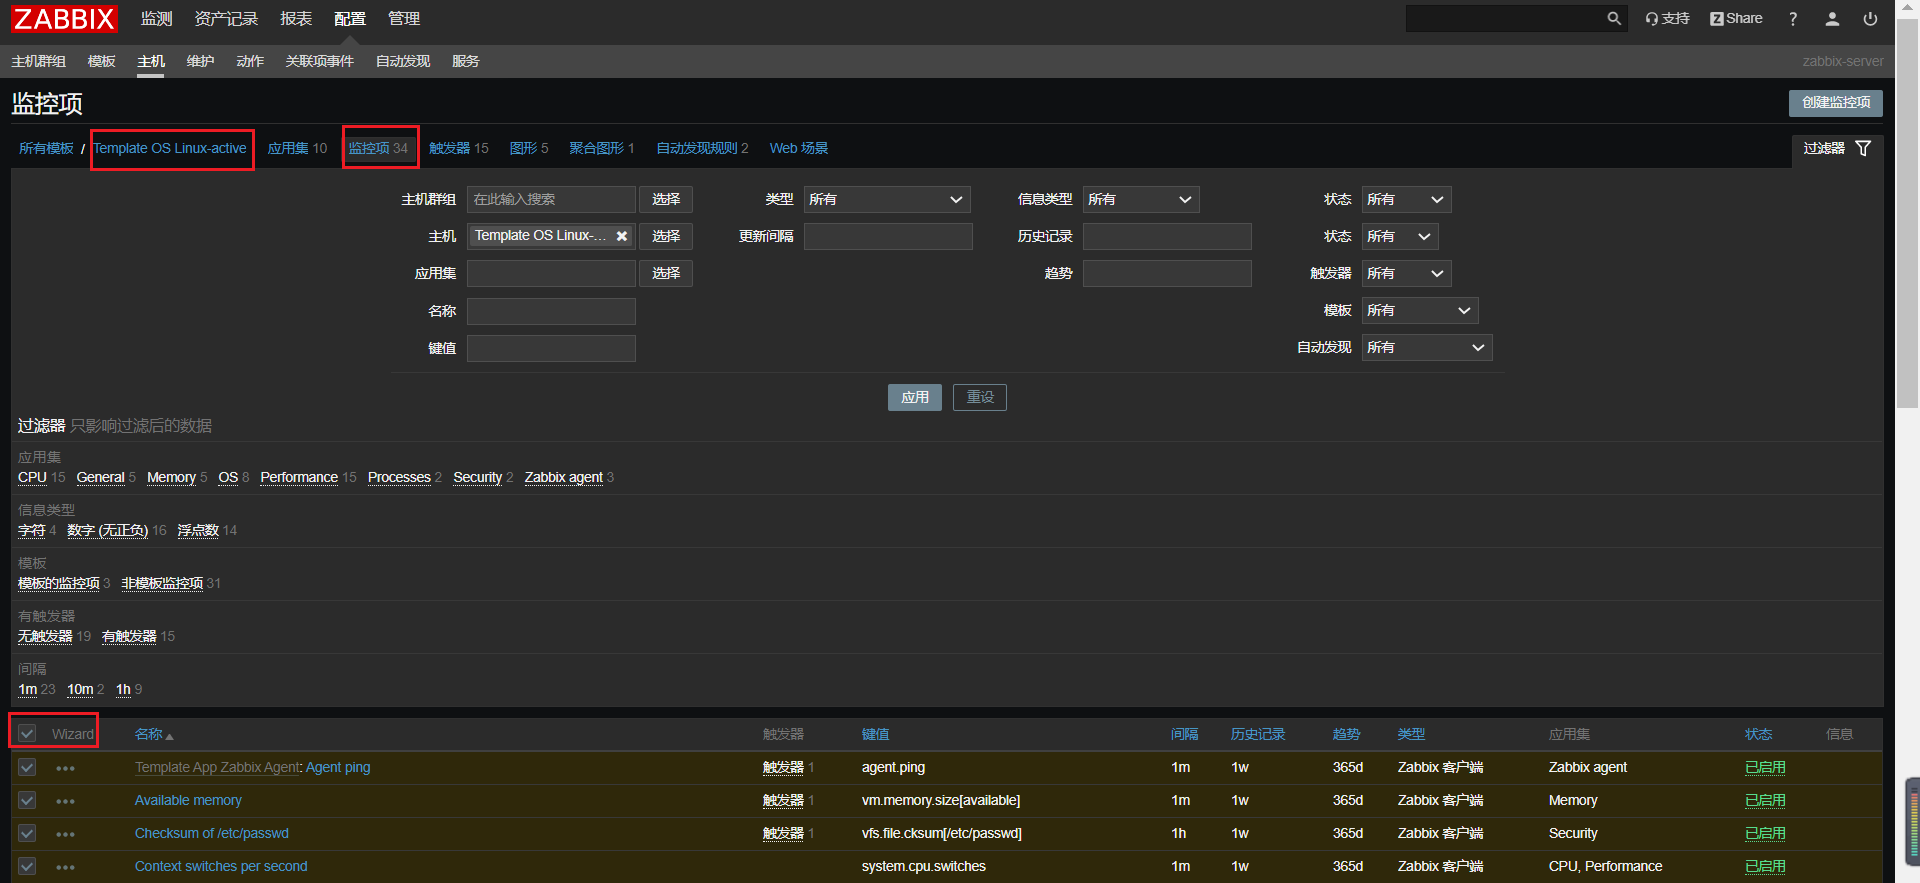 ZABBIX 监测 资产记录 报表 配置 管理 支持 Z Share ?
主机群组 模板 主机 维护 动作 关联项事件 自动发现 服务 zabbix-server
监控项 创建监控项
所有模板 / Template OS Linux-active 应用集 10 监控项 34 触发器 15 图形 5 聚合图形 1 自动发现规则 2 Web 场景 过滤器
主机群组 在此输入搜索 选择 类型 所有 信息类型 所有 状态 所有
主机 Template OS Linux-... 选择 更新间隔 历史记录 状态 所有
应用集 选择 趋势 触发器 所有
名称 模板 所有
键值 自动发现 所有
应用 重设
过滤器 只影响过滤后的数据
应用集
CPU 15 General 5 Memory 5 OS 8 Performance 15 Processes 2 Security 2 Zabbix agent 3
信息类型
字符 4 数字 (无正负) 16 浮点数 14
模板
模板的监控项 3 非模板监控项 31
有触发器
无触发器 19 有触发器 15
间隔
1m 23 10m 2 1h 9
Wizard 名称 触发器 键值 间隔 历史记录 趋势 类型 应用集 状态 信息
Template App Zabbix Agent: Agent ping 触发器 1 agent.ping 1m 1w 365d Zabbix 客户端 Zabbix agent 已启用
Available memory 触发器 1 vm.memory.size[available] 1m 1w 365d Zabbix 客户端 Memory 已启用
Checksum of /etc/passwd 触发器 1 vfs.file.cksum[/etc/passwd] 1h 1w 365d Zabbix 客户端 Security 已启用
Context switches per second system.cpu.switches 1m 1w 365d Zabbix 客户端 CPU, Performance 已启用